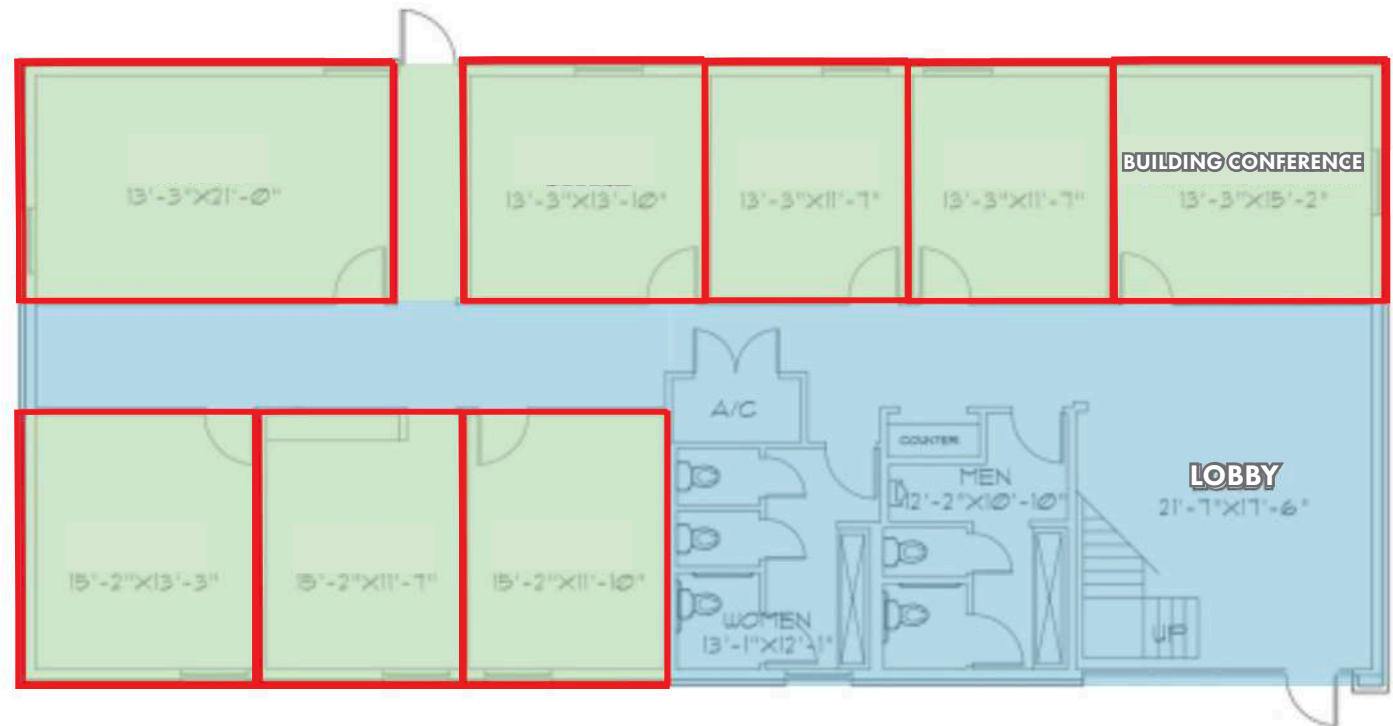 13'-3"X21'-0"
13'-3"X13'-10"
13'-3"X11'-7"
13'-3"X11'-7"
BUILDING CONFERENCE
13'-3"X15'-2"
A/C
COUNTER
MEN
12'-2"X10'-10"
LOBBY
21'-7"X17'-6"
15'-2"X13'-3"
15'-2"X11'-7"
15'-2"X11'-10"
WOMEN
13'-1"X12'-1"
UP